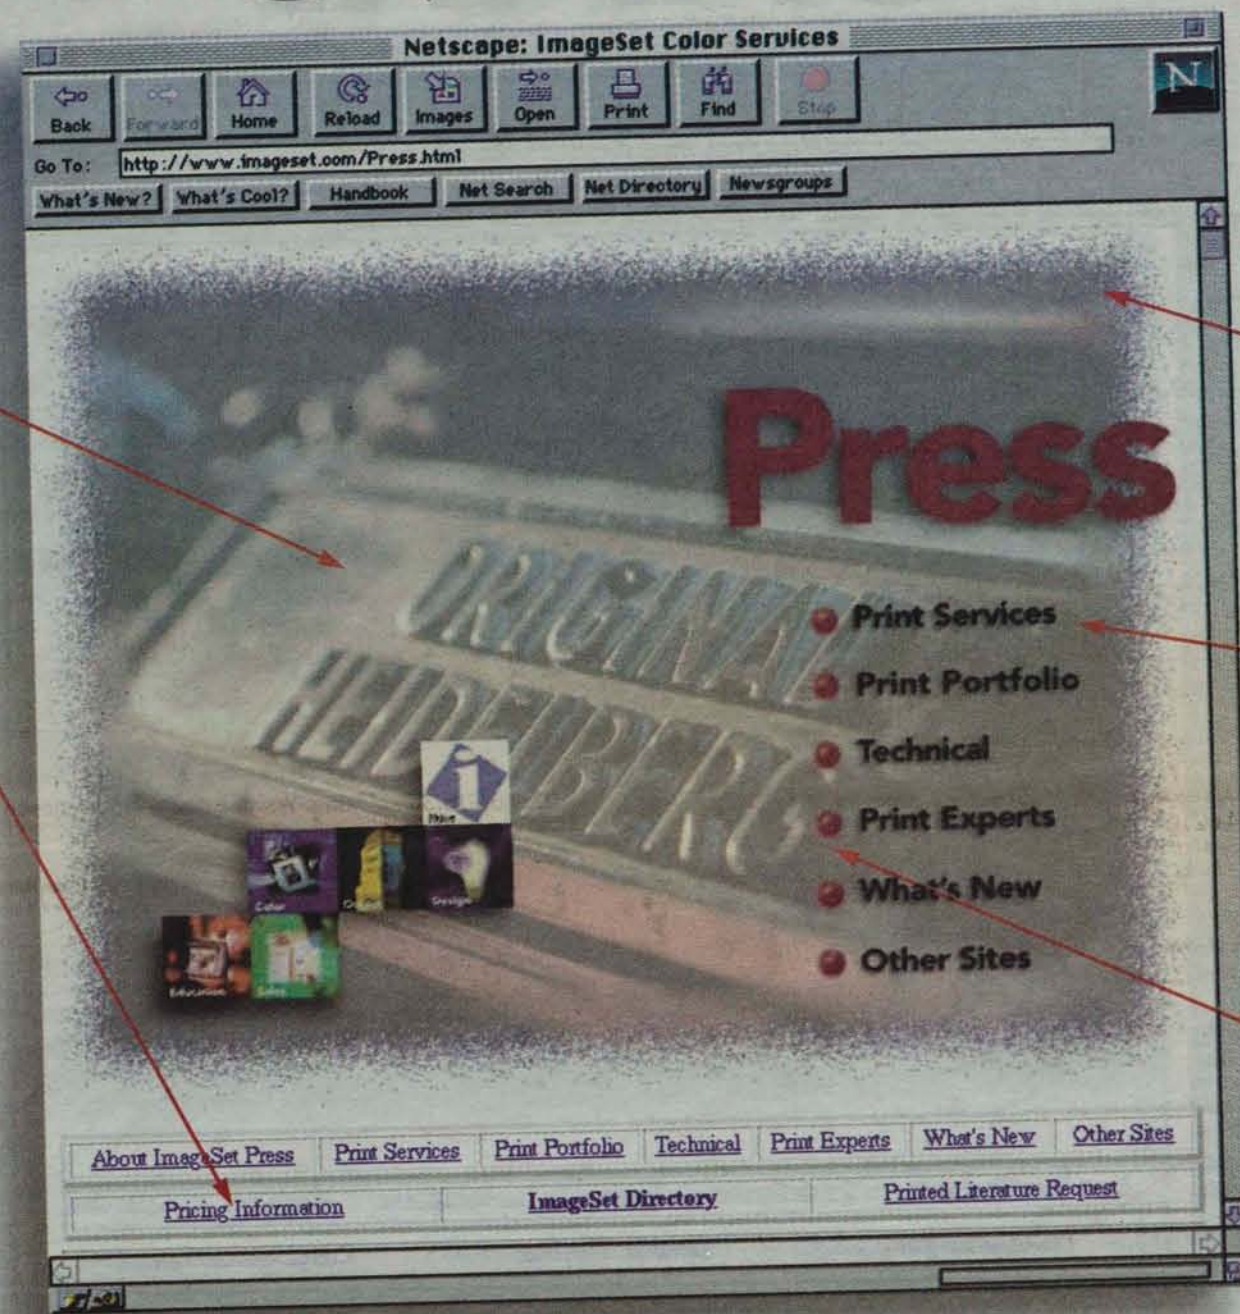 Netscape: ImageSet Color Services
Back Forward Home Reload Images Open Print Find Stop
N
Go To: http://www.imageset.com/Press.html
What's New? What's Cool? Handbook Net Search Net Directory Newsgroups
Press
ORIGINAL
HEIDELBERG
Print Services
Print Portfolio
Technical
Print Experts
What's New
Other Sites
i
Color
Design
Education
Sales
About ImageSet Press Print Services Print Portfolio Technical Print Experts What's New Other Sites
Pricing Information ImageSet Directory Printed Literature Request